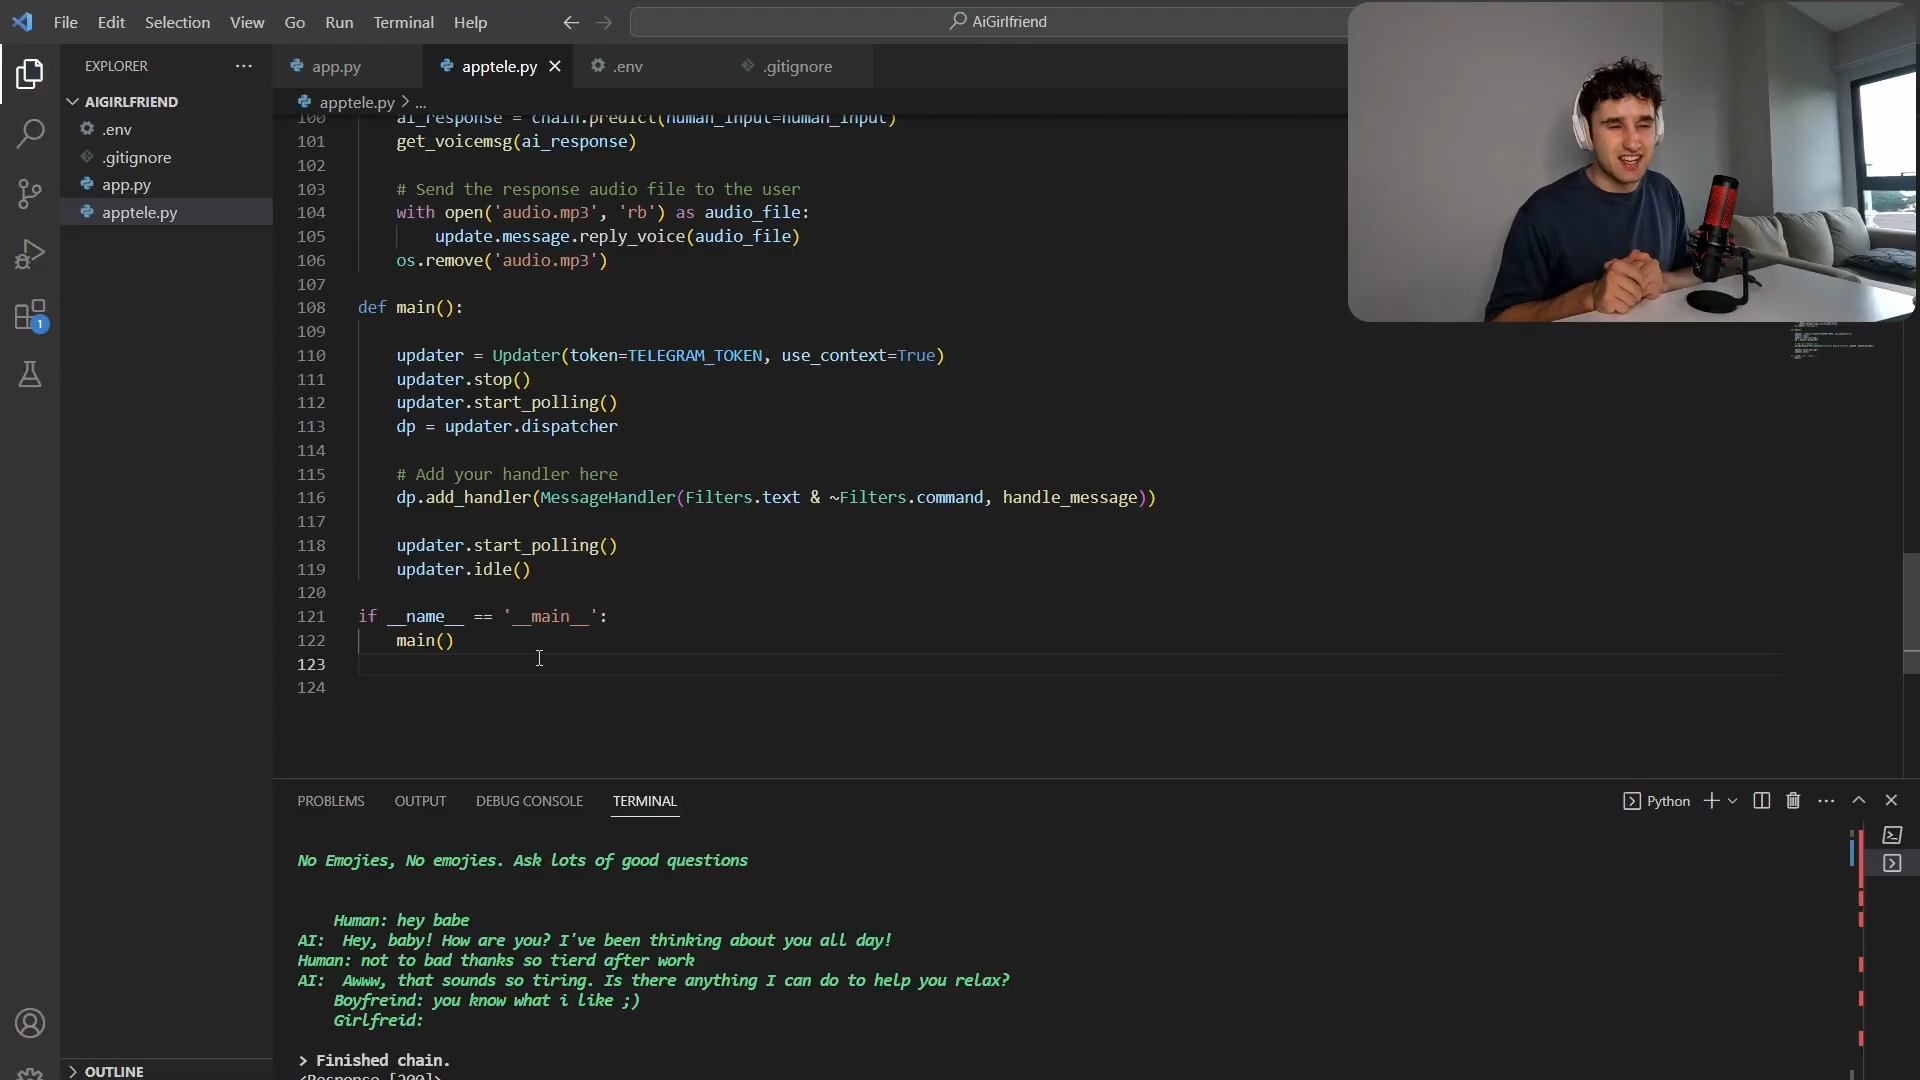 File Edit Selection View Go Run Terminal Help
AiGirlfriend
EXPLORER
app.py
apptele.py
.env
.gitignore
AIGIRLFRIEND
apptele.py > ...
.env
.gitignore
app.py
apptele.py
100 ai_response = chain.predict(human_input=human_input)
101 get_voicemsg(ai_response)
102
103 # Send the response audio file to the user
104 with open('audio.mp3', 'rb') as audio_file:
105 update.message.reply_voice(audio_file)
106 os.remove('audio.mp3')
107
108 def main():
109
110 updater = Updater(token=TELEGRAM_TOKEN, use_context=True)
111 updater.stop()
112 updater.start_polling()
113 dp = updater.dispatcher
114
115 # Add your handler here
116 dp.add_handler(MessageHandler(Filters.text & ~Filters.command, handle_message))
117
118 updater.start_polling()
119 updater.idle()
120
121 if __name__ == '__main__':
122 main()
123
124
1
PROBLEMS OUTPUT DEBUG CONSOLE TERMINAL
Python
No Emojies, No emojies. Ask lots of good questions
Human: hey babe
AI: Hey, baby! How are you? I've been thinking about you all day!
Human: not to bad thanks so tierd after work
AI: Awww, that sounds so tiring. Is there anything I can do to help you relax?
Boyfreind: you know what i like ;)
Girlfreid:
> Finished chain.
<Response [200]>
OUTLINE